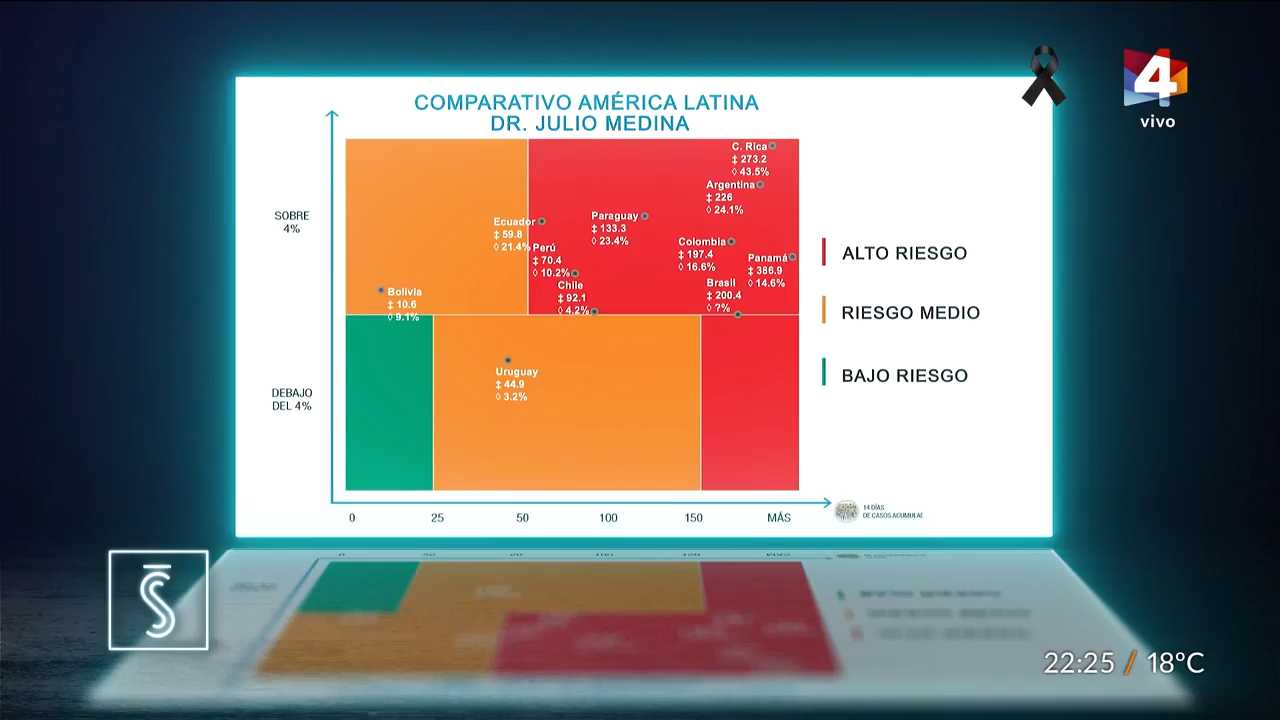 COMPARATIVO AMÉRICA LATINA
DR. JULIO MEDINA
4
vivo
SOBRE
4%
DEBAJO
DEL 4%
C. Rica
‡ 273.2
◊ 43.5%
Argentina
‡ 226
◊ 24.1%
Ecuador
‡ 59.8
◊ 21.4%
Paraguay
‡ 133.3
◊ 23.4%
Perú
‡ 70.4
◊ 10.2%
Colombia
‡ 197.4
◊ 16.6%
Panamá
‡ 386.9
◊ 14.6%
Chile
‡ 92.1
◊ 4.2%
Brasil
‡ 200.4
◊ ?%
Bolivia
‡ 10.6
◊ 9.1%
Uruguay
‡ 44.9
◊ 3.2%
ALTO RIESGO
RIESGO MEDIO
BAJO RIESGO
0 25 50 100 150 MÁS
14 DÍAS
DE CASOS ACUMULAD
S
22:25 / 18°C